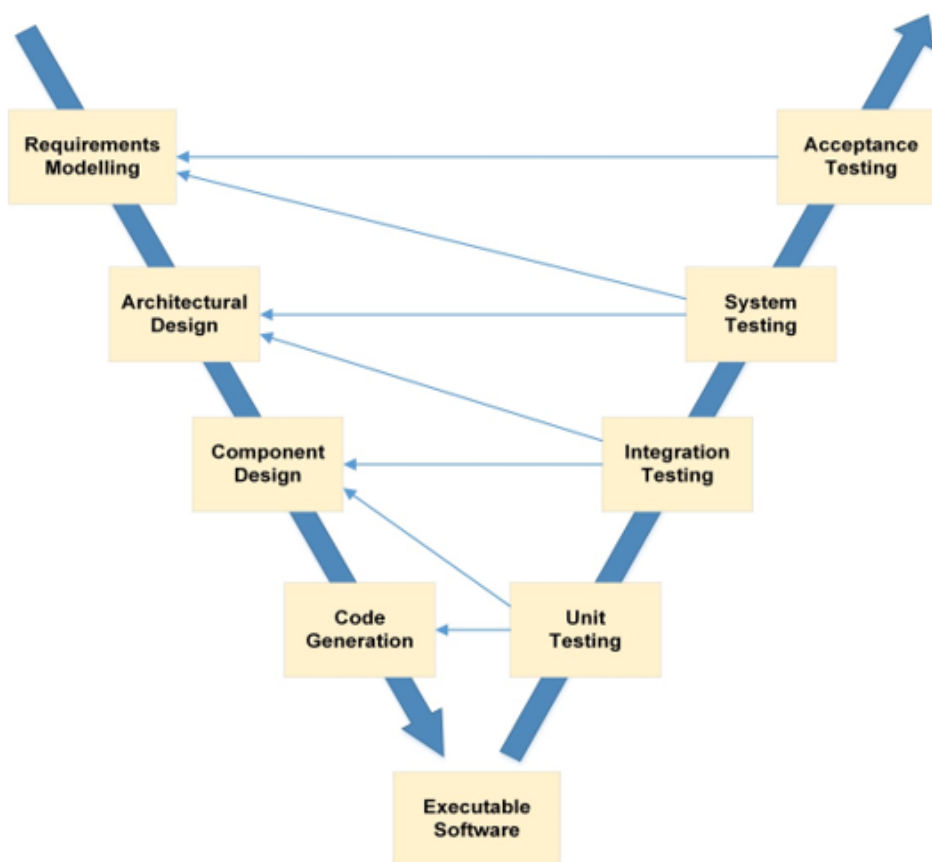 Requirements
Modelling
Acceptance
Testing
Architectural
Design
System
Testing
Component
Design
Integration
Testing
Code
Generation
Unit
Testing
Executable
Software